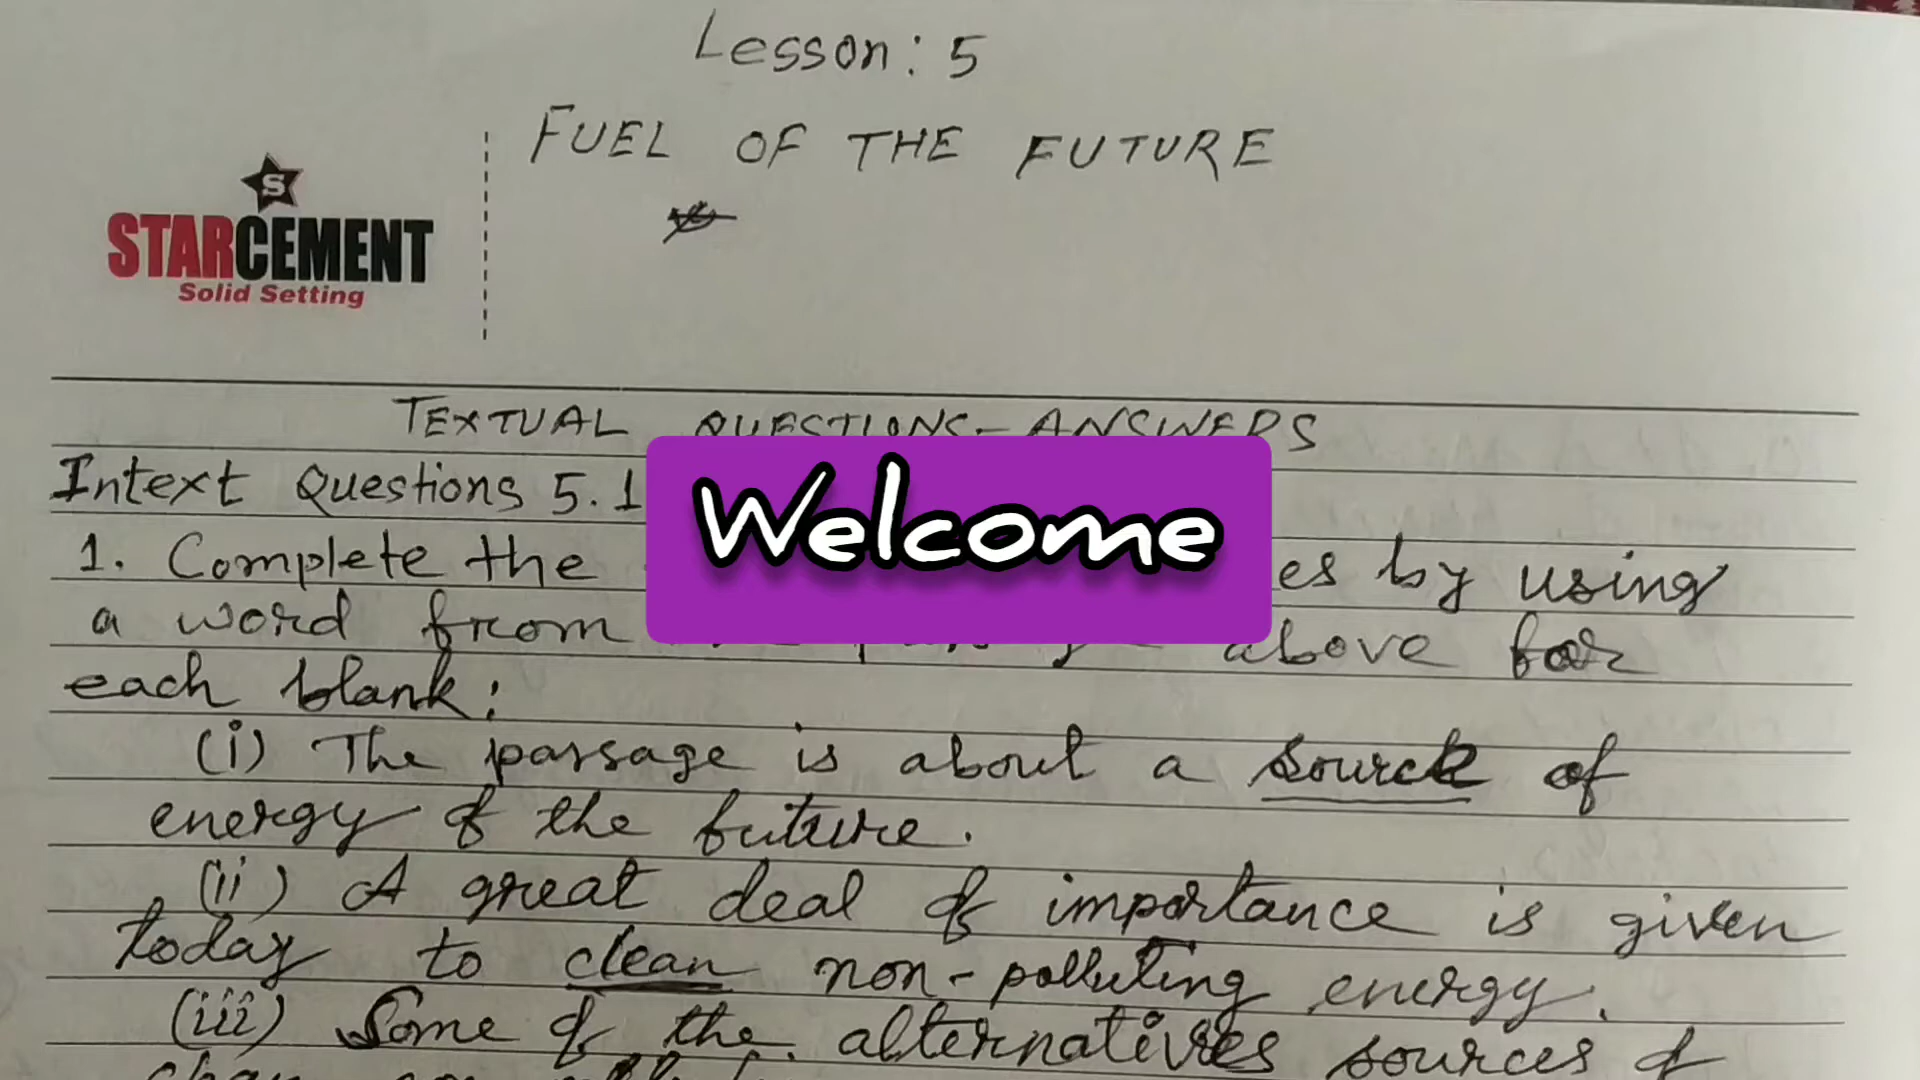 Lesson: 5
FUEL OF THE FUTURE
S
STARCEMENT
Solid Setting
TEXTUAL QUESTIONS-ANSWERS
Intext Questions 5.1
Welcome
1. Complete the es by using
a word from above for
each blank:
(i) The passage is about a source of
energy of the future.
(ii) A great deal of importance is given
today to clean non-polluting energy.
(iii) Some of the alternatives sources of